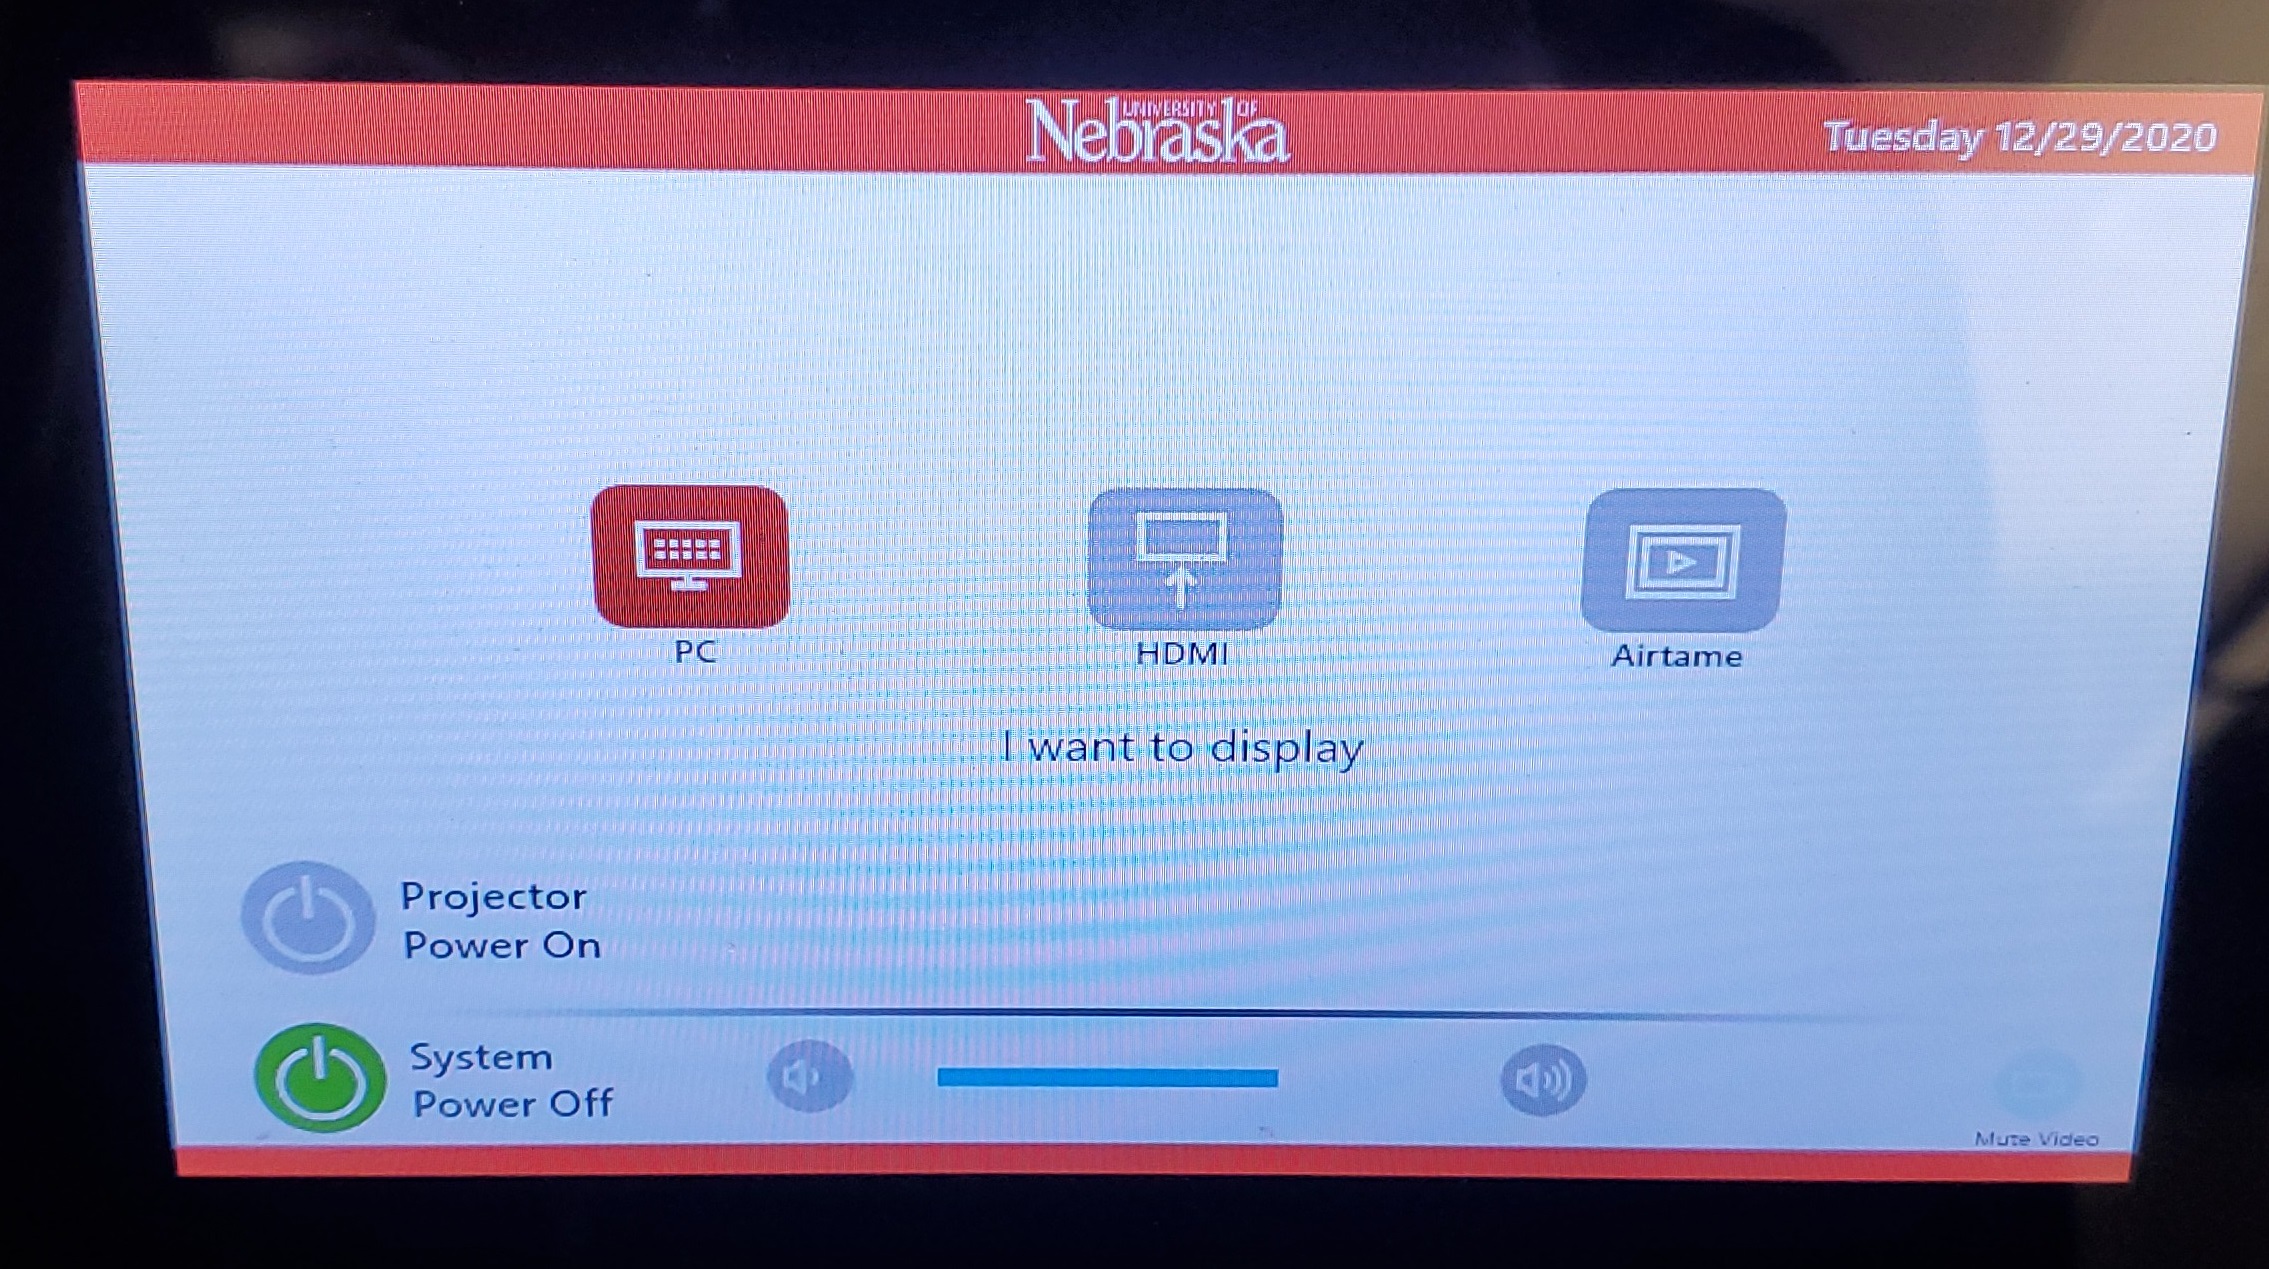 UNIVERSITY OF
Nebraska
Tuesday 12/29/2020
PC
HDMI
Airtame
I want to display
Projector
Power On
System
Power Off
Mute Video